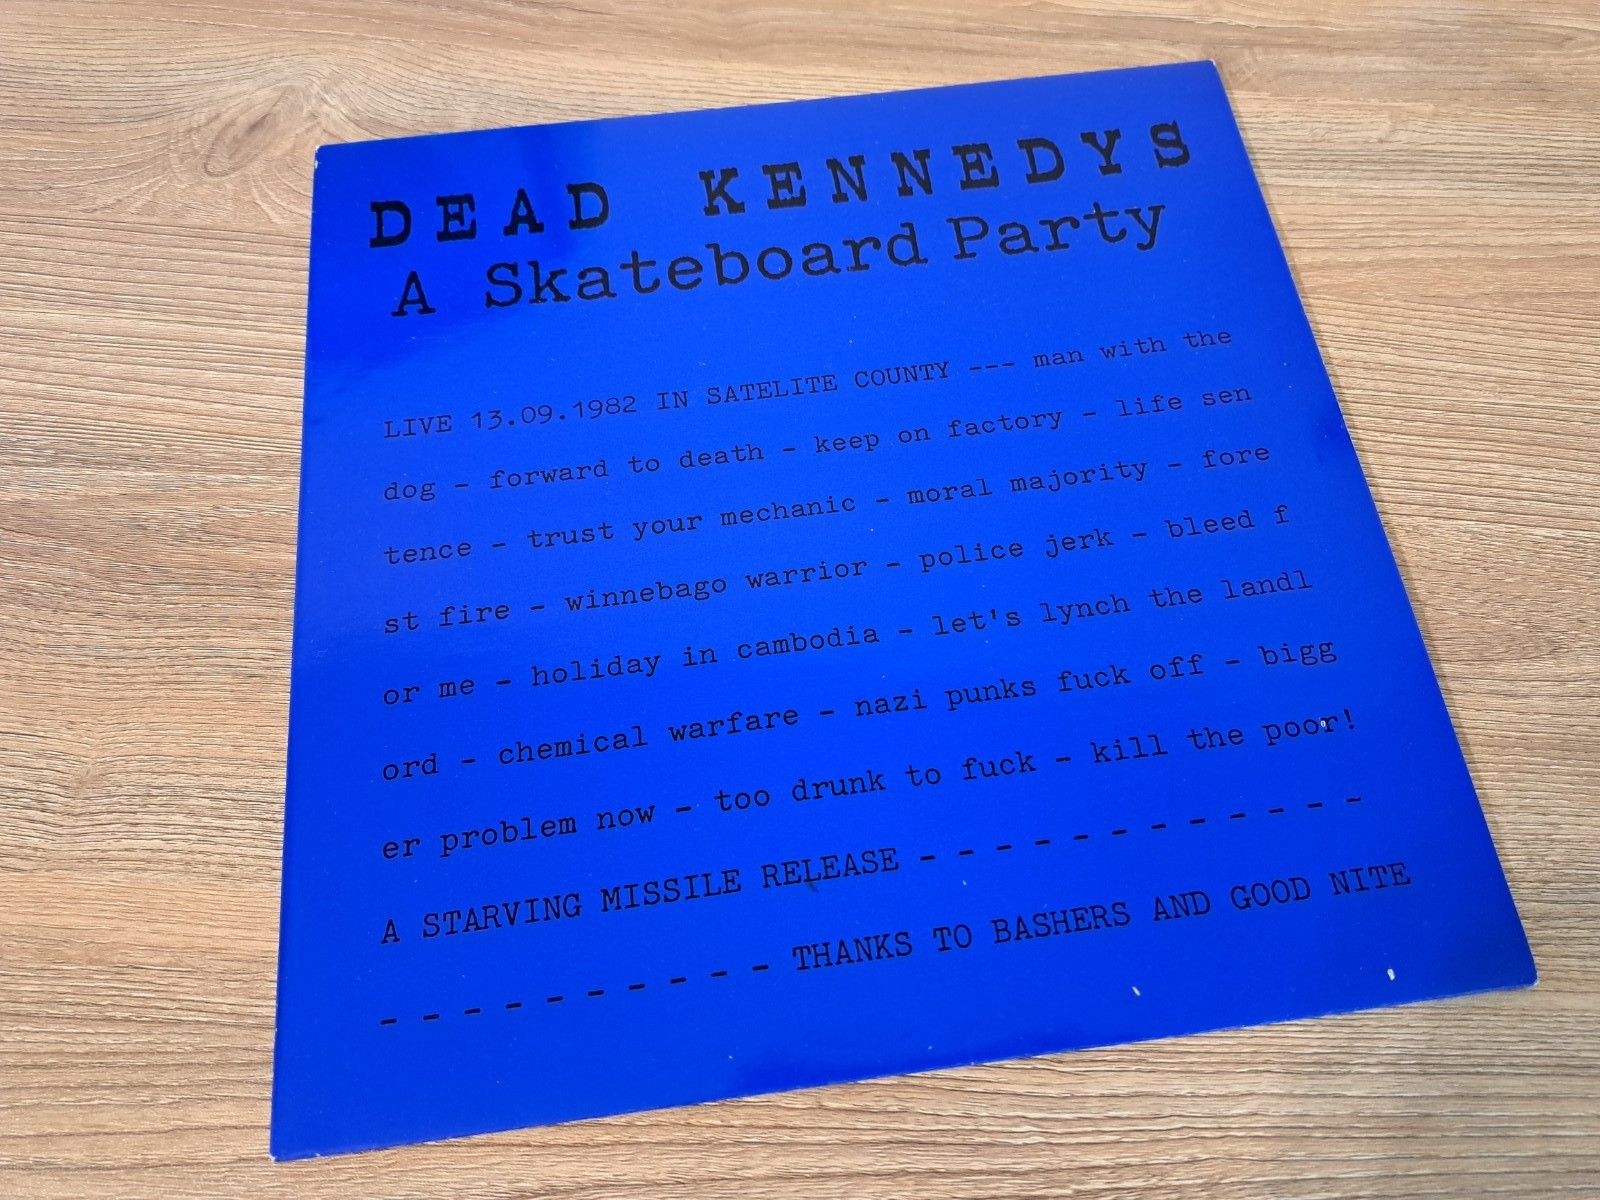 DEAD KENNEDYS
A Skateboard Party
LIVE 13.09.1982 IN SATELITE COUNTY --- man with the
dog - forward to death - keep on factory - life sen
tence - trust your mechanic - moral majority - fore
st fire - winnebago warrior - police jerk - bleed f
or me - holiday in cambodia - let's lynch the landl
ord - chemical warfare - nazi punks fuck off - bigg
er problem now - too drunk to fuck - kill the poor!
A STARVING MISSILE RELEASE - - - - - - - - - - - -
- - - - - - - - - - THANKS TO BASHERS AND GOOD NITE